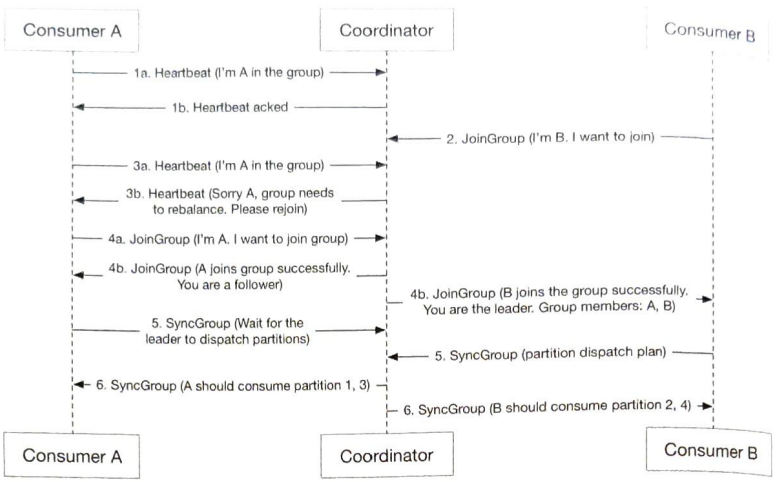 Consumer A
Coordinator
Consumer B
1a. Heartbeat (I'm A in the group)
1b. Heartbeat acked
2. JoinGroup (I'm B. I want to join)
3a. Heartbeat (I'm A in the group)
3b. Heartbeat (Sorry A, group needs
to rebalance. Please rejoin)
4a. JoinGroup (I'm A. I want to join group)
4b. JoinGroup (A joins group successfully.
You are a follower)
4b. JoinGroup (B joins the group successfully.
You are the leader. Group members: A, B)
5. SyncGroup (Wait for the
leader to dispatch partitions)
5. SyncGroup (partition dispatch plan)
6. SyncGroup (A should consume partition 1, 3)
6. SyncGroup (B should consume partition 2, 4)
Consumer A
Coordinator
Consumer B